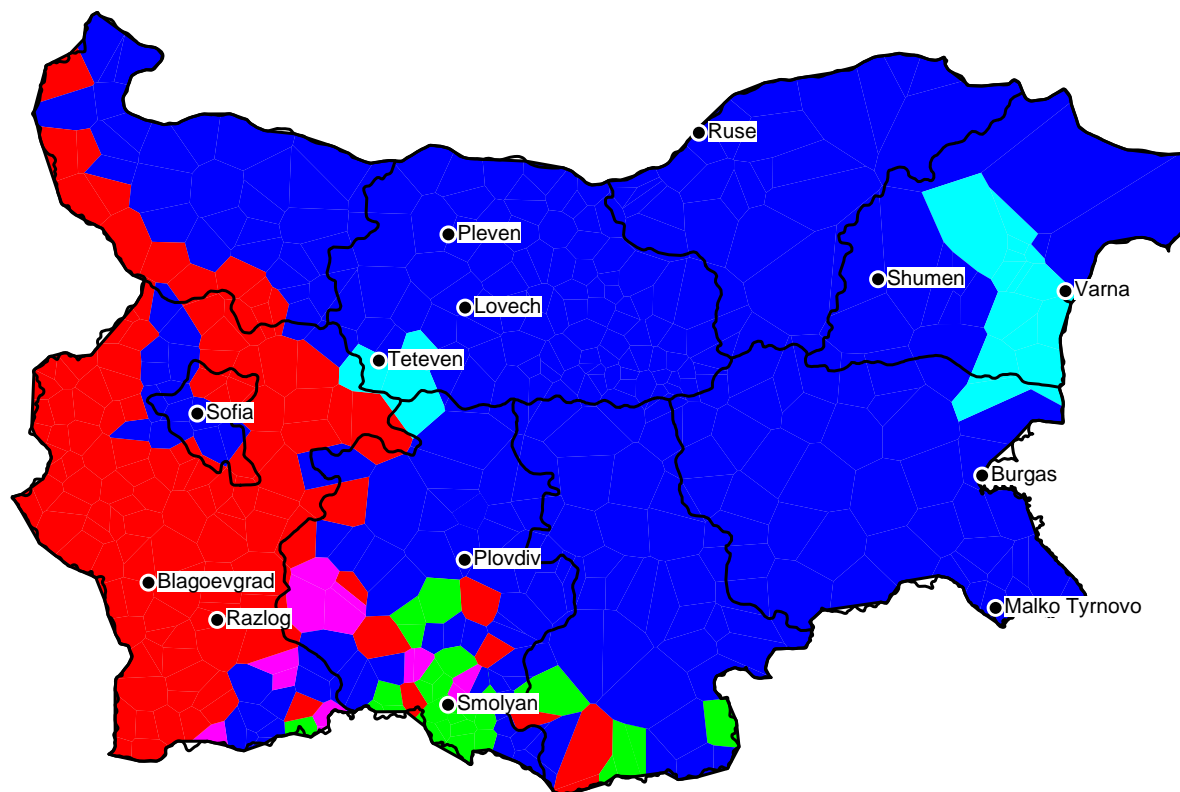 Ruse
Pleven
Shumen
Varna
Lovech
Teteven
Sofia
Burgas
Plovdiv
Blagoevgrad
Malko Tyrnovo
Razlog
Smolyan